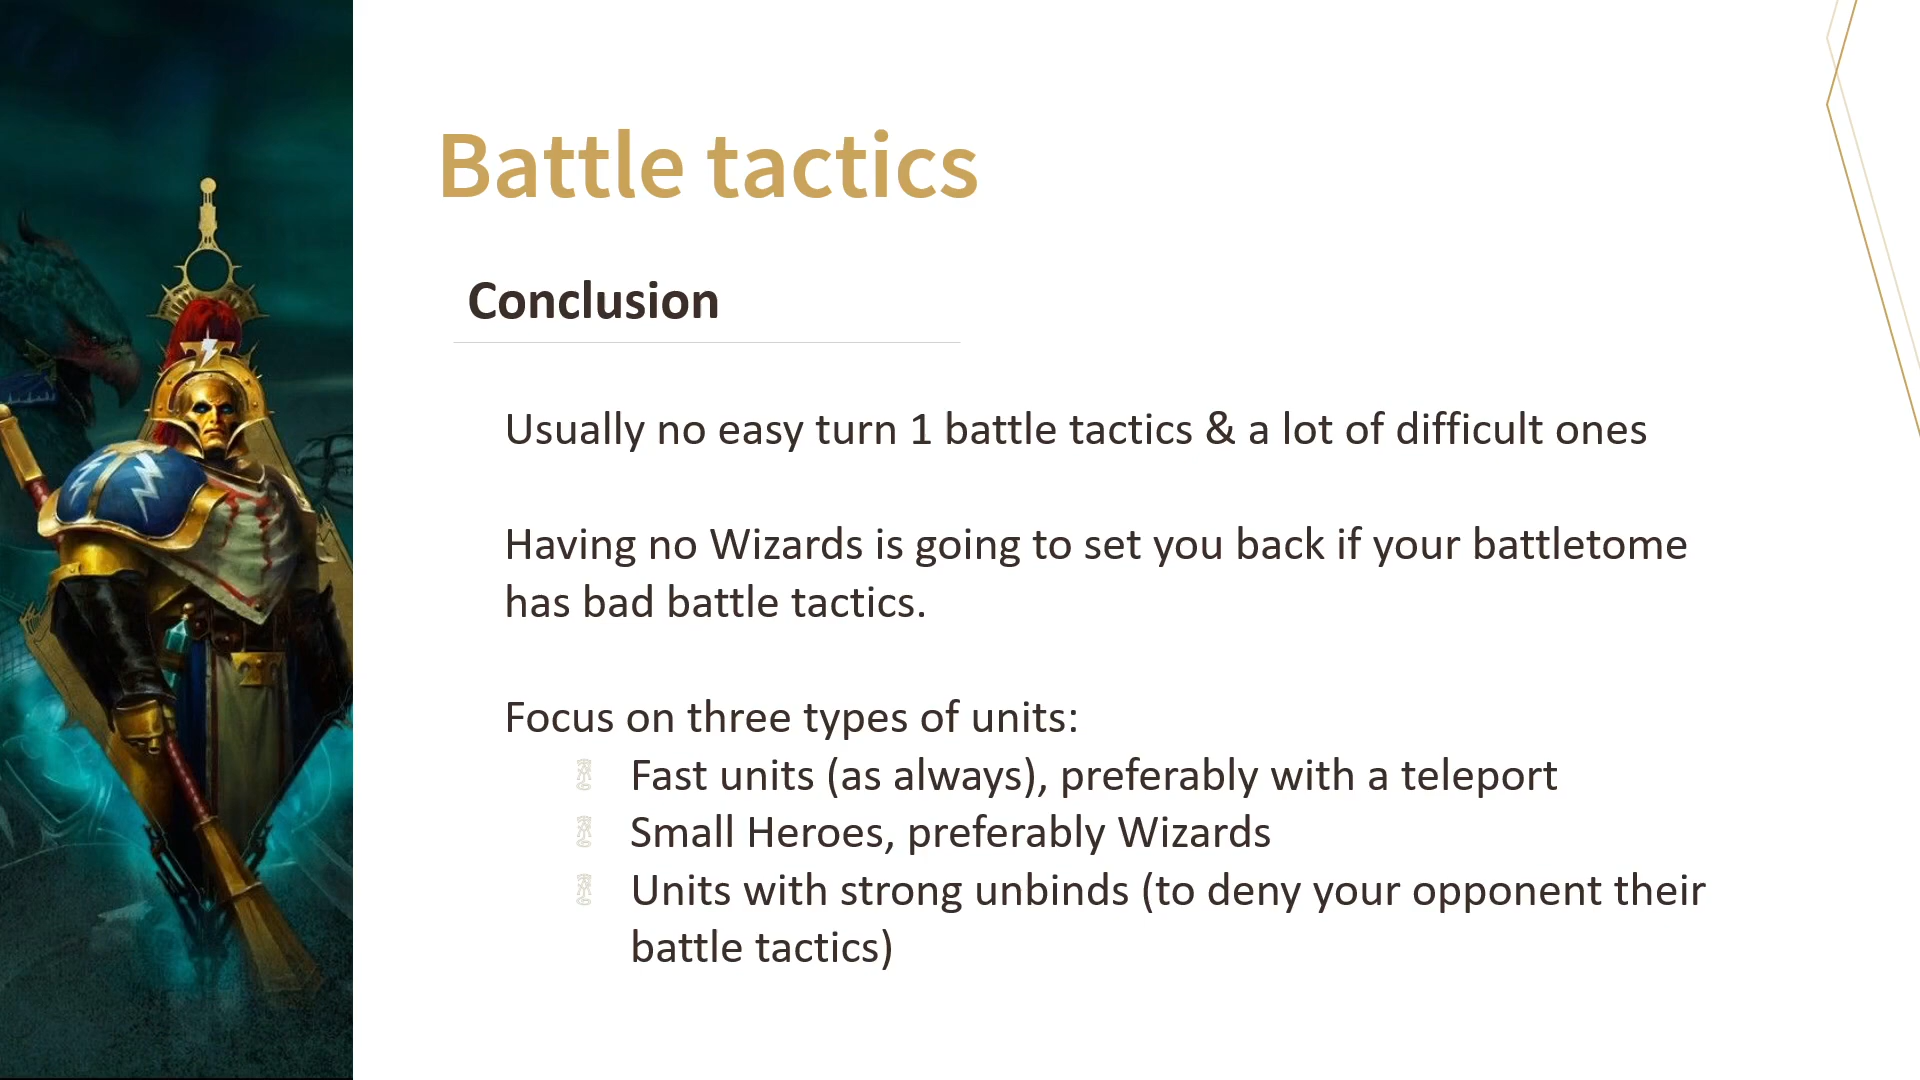 Battle tactics
Conclusion
Usually no easy turn 1 battle tactics & a lot of difficult ones
Having no Wizards is going to set you back if your battletome
has bad battle tactics.
Focus on three types of units:
Fast units (as always), preferably with a teleport
Small Heroes, preferably Wizards
Units with strong unbinds (to deny your opponent their
battle tactics)